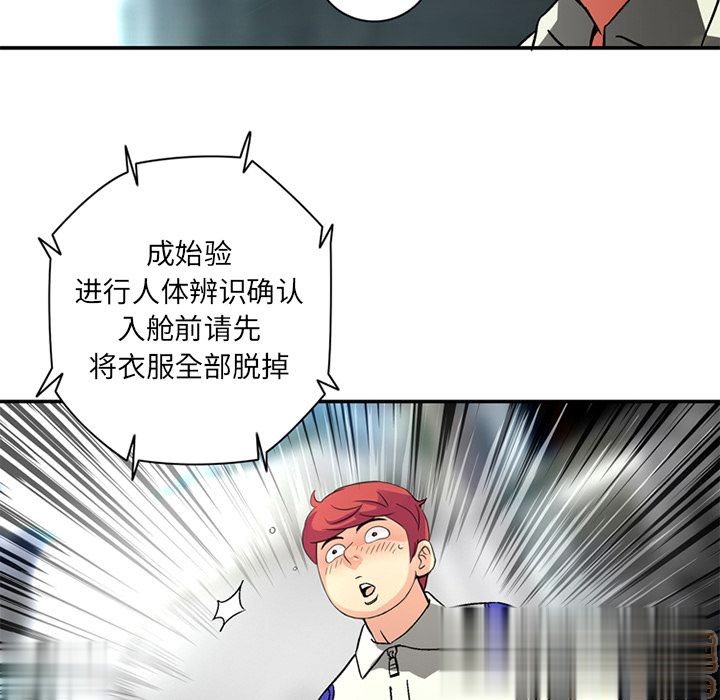 成始验
进行人体辨识确认
入舱前请先
将衣服全部脱掉